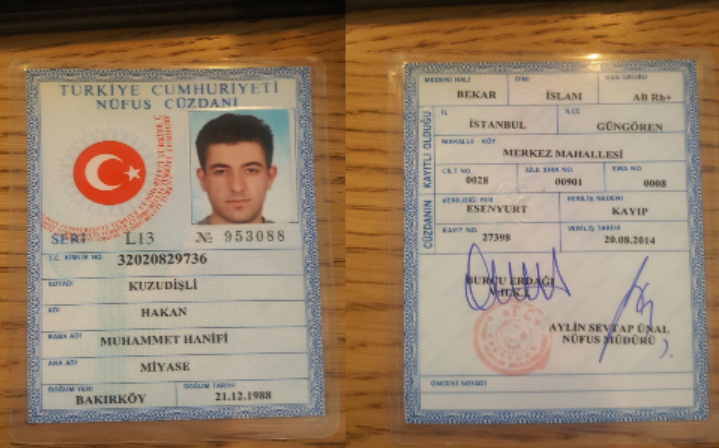 TÜRKİYE CUMHURİYETİ
NÜFUS CÜZDANI
SERİ L13 № 953088
T.C. KİMLİK NO. 32020829736
SOYADI KUZUDİŞLİ
ADI HAKAN
BABA ADI MUHAMMET HANİFİ
ANA ADI MİYASE
DOĞUM YERİ DOĞUM TARİHİ
BAKIRKÖY 21.12.1988
MEDENİ HALİ DİNİ KAN GRUBU
BEKAR İSLAM AB Rh+
CÜZDANIN KAYITLI OLDUĞU
İL İLÇE
İSTANBUL GÜNGÖREN
MAHALLE - KÖY
MERKEZ MAHALLESİ
CİLT NO. AİLE SIRA NO. SIRA NO.
0028 00901 0008
VERİLDİĞİ YER VERİLİŞ NEDENİ
ESENYURT KAYIP
KAYIT NO. VERİLİŞ TARİHİ
27398 20.08.2014
BURCU ERDAĞI
V.H.K.İ.
AYLİN SEVTAP ÜNAL
NÜFUS MÜDÜRÜ
ÖNCEKİ SOYADI